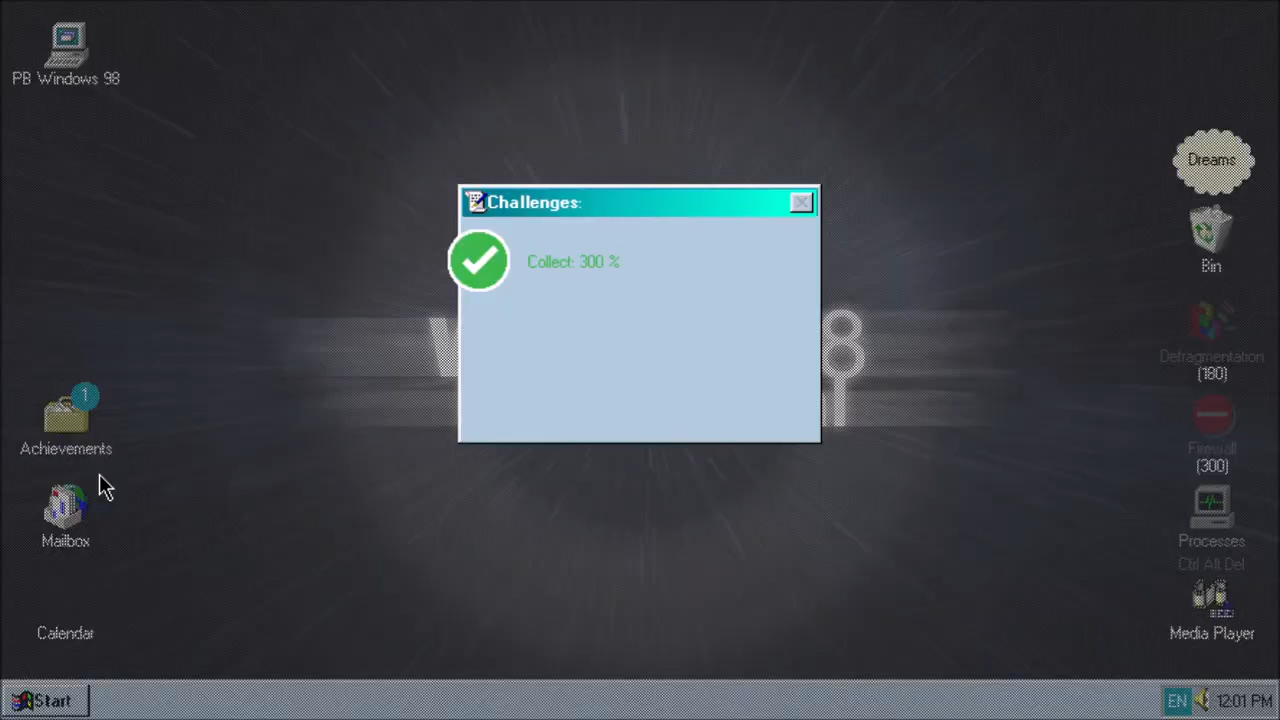 PB Windows 98
Dreams
Challenges:
Collect: 300 %
Bin
Defragmentation
(180)
1
Achievements
Firewall
(300)
Mailbox
Processes
Ctrl Alt Del
Calendar
Media Player
Start
EN
12:01 PM